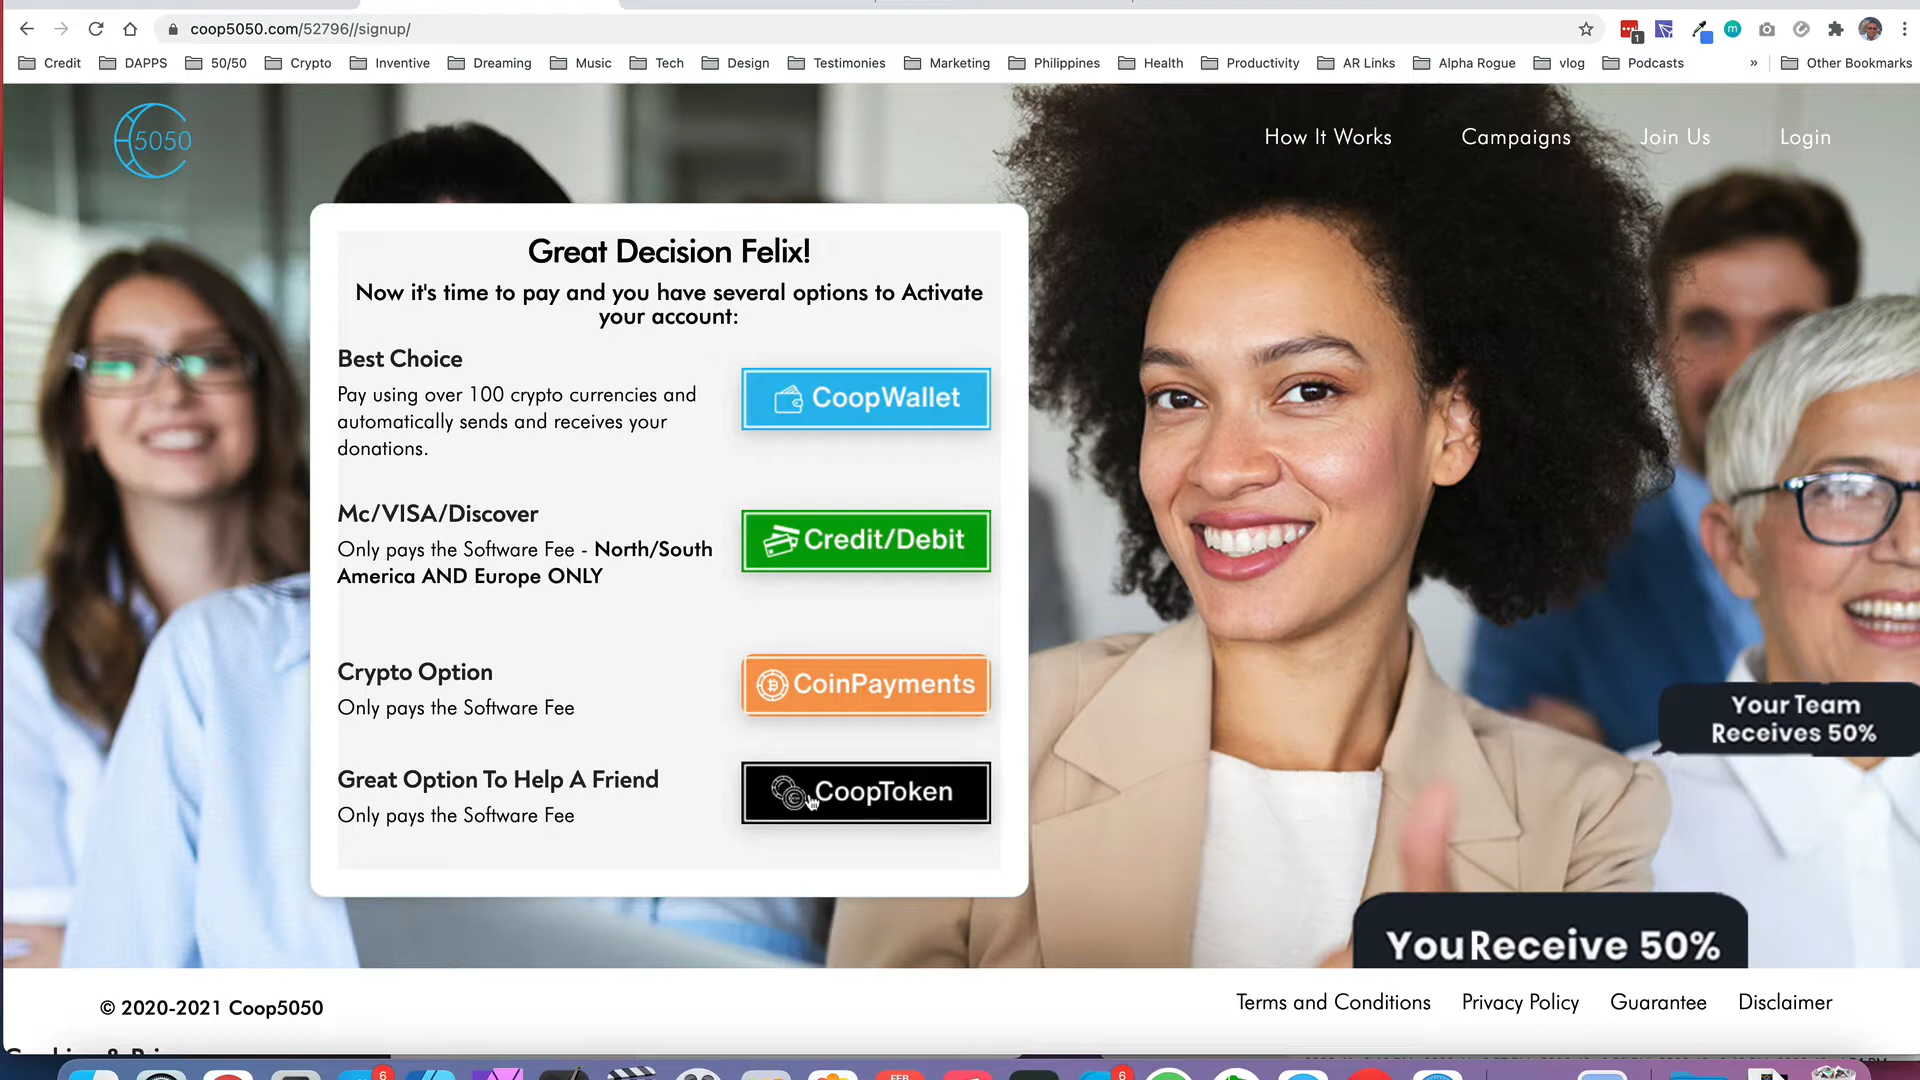 coop5050.com/52796//signup/
1
Credit DAPPS 50/50 Crypto Inventive Dreaming Music Tech Design Testimonies Marketing Philippines Health Productivity AR Links Alpha Rogue vlog Podcasts » Other Bookmarks
5050
How It Works Campaigns Join Us Login
Great Decision Felix!
Now it's time to pay and you have several options to Activate
your account:
Best Choice
Pay using over 100 crypto currencies and
automatically sends and receives your
donations.
CoopWallet
Mc/VISA/Discover
Only pays the Software Fee - North/South
America AND Europe ONLY
Credit/Debit
Crypto Option
Only pays the Software Fee
CoinPayments
Great Option To Help A Friend
Only pays the Software Fee
CoopToken
Your Team
Receives 50%
You Receive 50%
© 2020-2021 Coop5050
Terms and Conditions Privacy Policy Guarantee Disclaimer
6
FEB
6